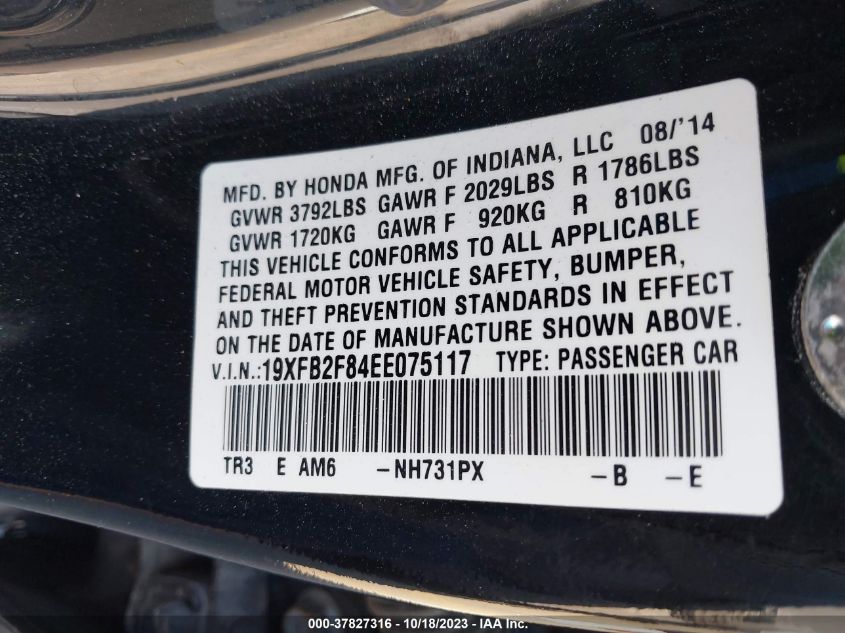 MFD. BY HONDA MFG. OF INDIANA, LLC 08/'14
GVWR 3792LBS GAWR F 2029LBS R 1786LBS
GVWR 1720KG GAWR F 920KG R 810KG
THIS VEHICLE CONFORMS TO ALL APPLICABLE
FEDERAL MOTOR VEHICLE SAFETY, BUMPER,
AND THEFT PREVENTION STANDARDS IN EFFECT
ON THE DATE OF MANUFACTURE SHOWN ABOVE.
V.I.N.:19XFB2F84EE075117 TYPE: PASSENGER CAR
TR3 E AM6 -NH731PX -B -E
000-37827316 - 10/18/2023 - IAA Inc.